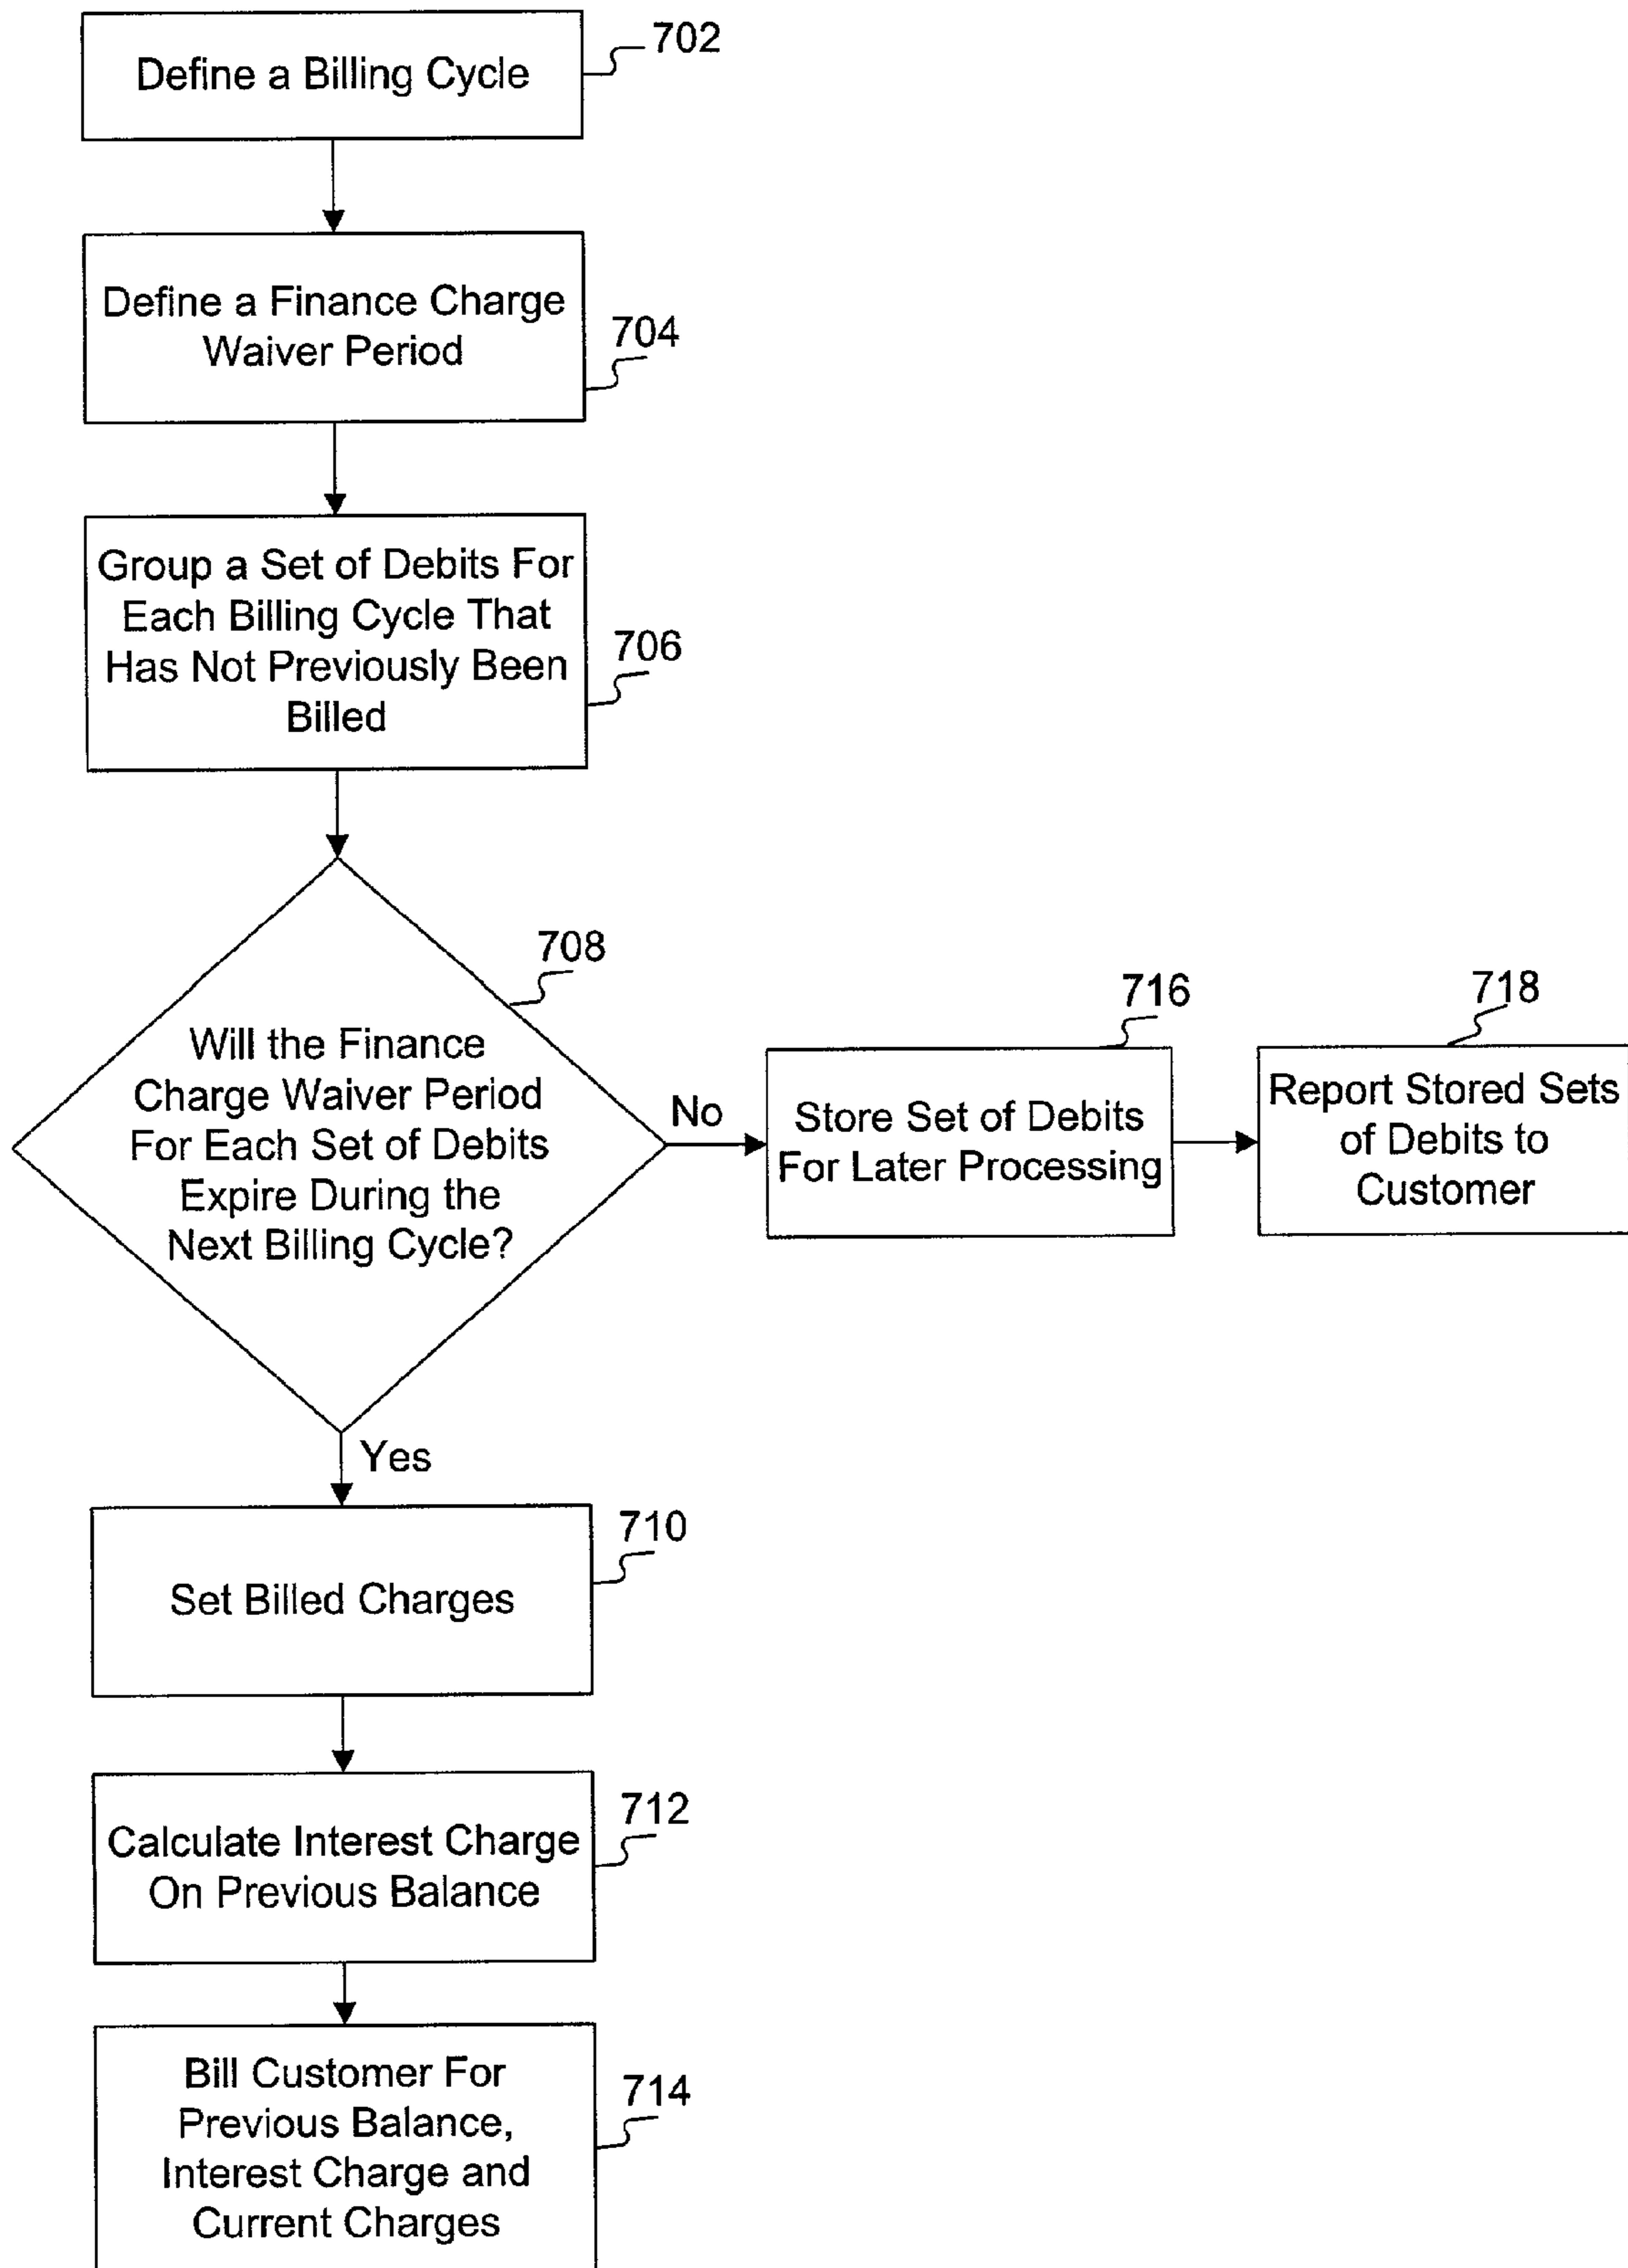 702
Define a Billing Cycle
Define a Finance Charge
Waiver Period
704
Group a Set of Debits For
Each Billing Cycle That
Has Not Previously Been
Billed
706
708
Will the Finance
Charge Waiver Period
For Each Set of Debits
Expire During the
Next Billing Cycle?
No
716
Store Set of Debits
For Later Processing
718
Report Stored Sets
of Debits to
Customer
Yes
710
Set Billed Charges
712
Calculate Interest Charge
On Previous Balance
Bill Customer For
Previous Balance,
Interest Charge and
Current Charges
714